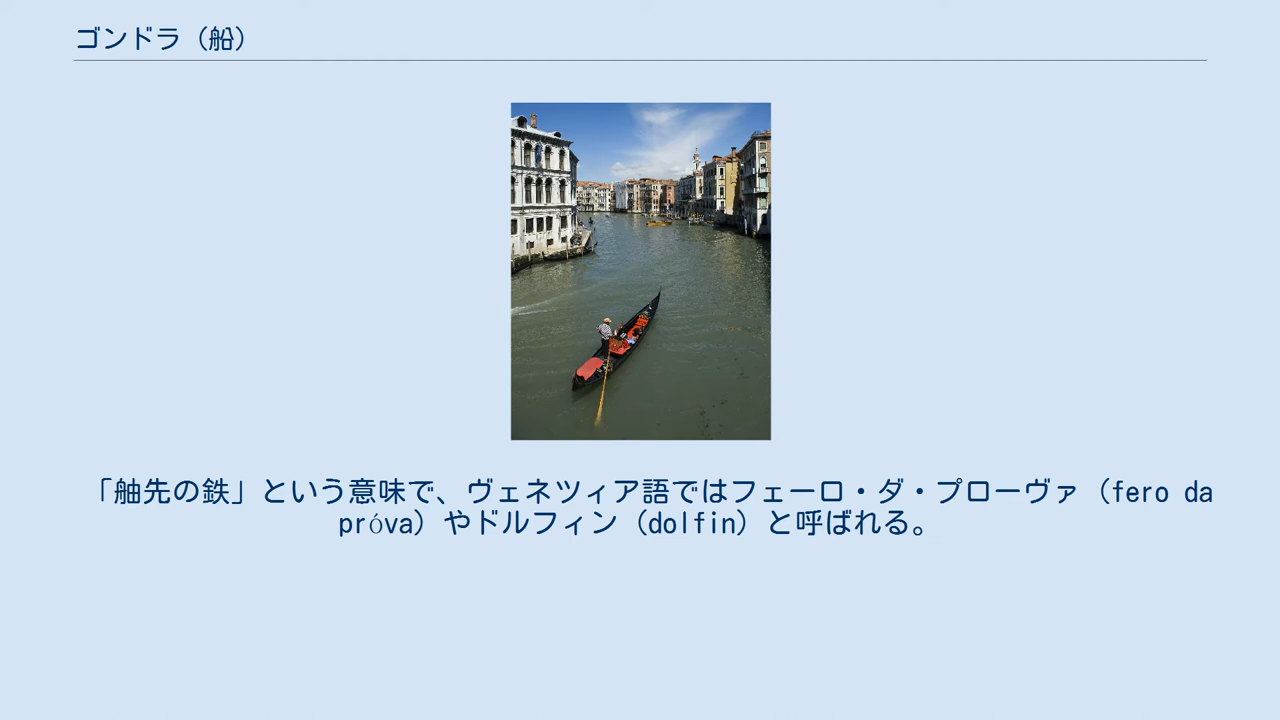 ゴンドラ（船）
「舳先の鉄」という意味で、ヴェネツィア語ではフェーロ・ダ・プローヴァ（fero da
próva）やドルフィン（dolfin）と呼ばれる。